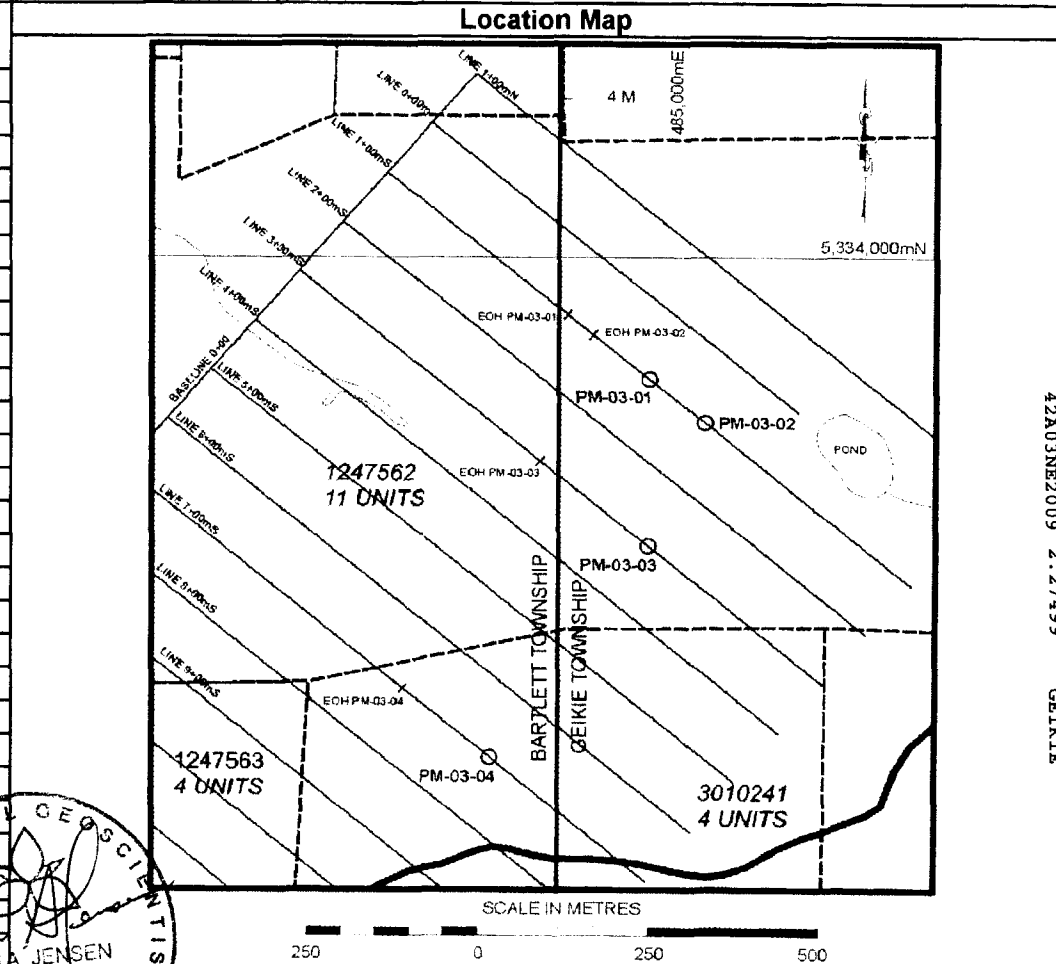 Location Map
LINE 1+00mN
LINE 0+00m
4 M
485,000mE
LINE 1+00mS
LINE 2+00mS
LINE 3+00mS
5,334,000mN
LINE 4+00mS
EOH PM-03-01
EOH PM-03-02
BASELINE 0+00
LINE 5+00mS
PM-03-01
PM-03-02
LINE 6+00mS
POND
1247562
11 UNITS
EOH PM-03-03
LINE 7+00mS
PM-03-03
LINE 8+00mS
BARTLETT TOWNSHIP
GEIKIE TOWNSHIP
LINE 9+00mS
EOH PM-03-04
1247563
4 UNITS
PM-03-04
3010241
4 UNITS
SCALE IN METRES
250 0 250 500
JENSEN
42A03NE2009 2.27499 GEIKIE